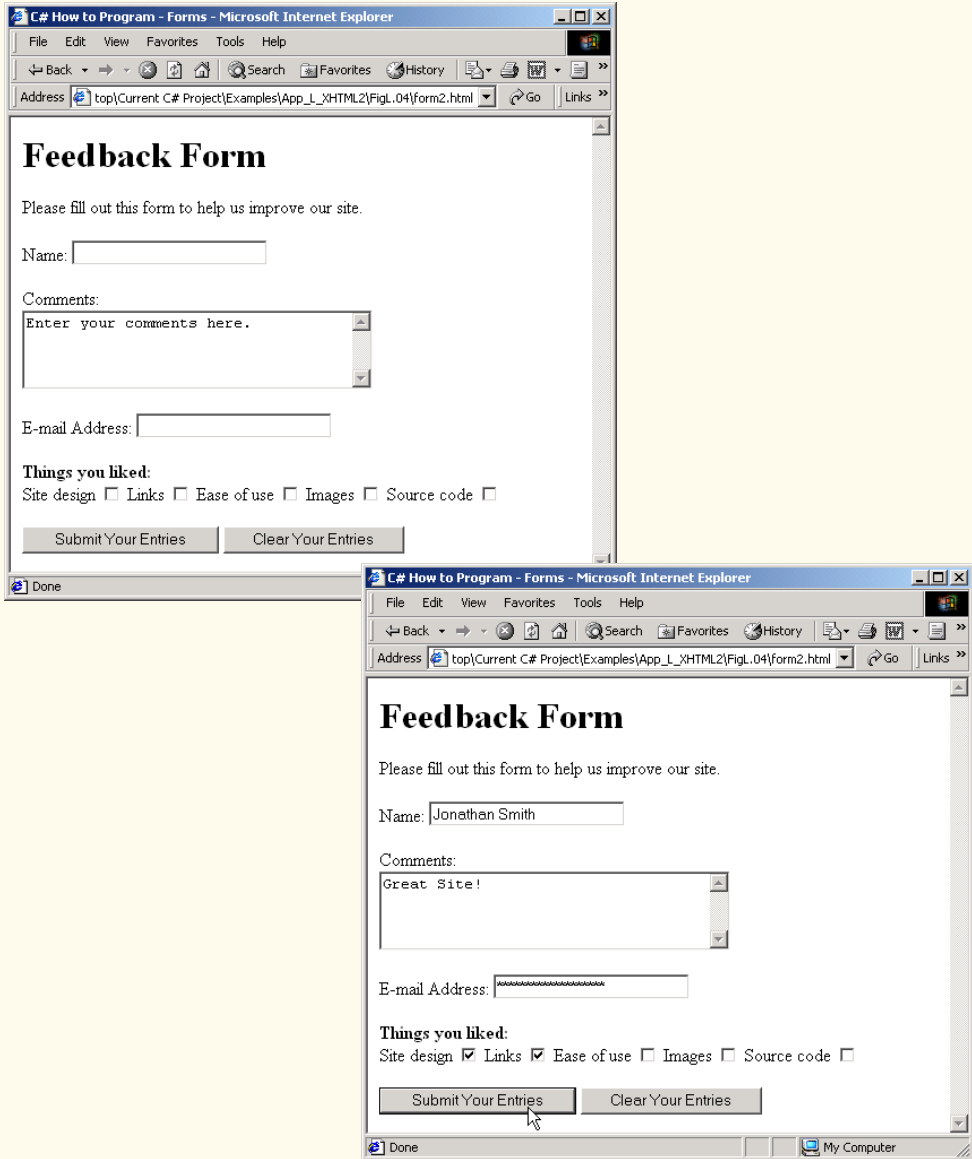 C# How to Program - Forms - Microsoft Internet Explorer
File Edit View Favorites Tools Help
Back Search Favorites History »
Address top\Current C# Project\Examples\App_L_XHTML2\FigL.04\form2.html Go Links »
Feedback Form
Please fill out this form to help us improve our site.
Name:
Comments:
Enter your comments here.
E-mail Address:
Things you liked:
Site design Links Ease of use Images Source code
Submit Your Entries Clear Your Entries
Done
C# How to Program - Forms - Microsoft Internet Explorer
File Edit View Favorites Tools Help
Back Search Favorites History »
Address top\Current C# Project\Examples\App_L_XHTML2\FigL.04\form2.html Go Links »
Feedback Form
Please fill out this form to help us improve our site.
Name: Jonathan Smith
Comments:
Great Site!
E-mail Address: ********************
Things you liked:
Site design Links Ease of use Images Source code
Submit Your Entries Clear Your Entries
Done My Computer